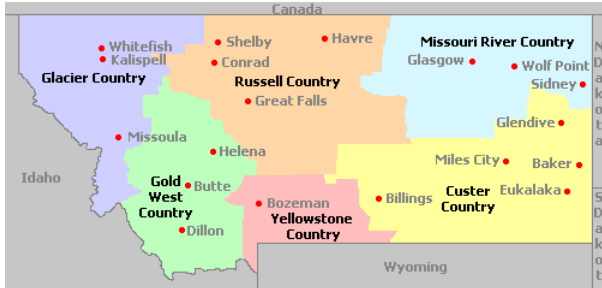 Canada
Whitefish
Kalispell
Glacier Country
Shelby
Havre
Conrad
Russell Country
Great Falls
Missouri River Country
Glasgow
Wolf Point
Sidney
N
D
a
k
o
t
a
Glendive
Missoula
Helena
Idaho
Gold
West
Country
Butte
Dillon
Bozeman
Yellowstone
Country
Billings
Miles City
Baker
Eukalaka
Custer
Country
S
D
a
k
o
t
Wyoming